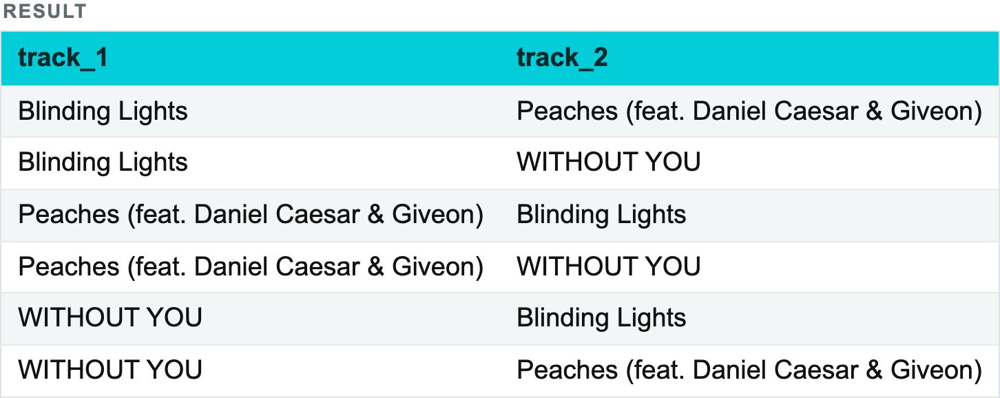 RESULT
track_1 track_2
Blinding Lights Peaches (feat. Daniel Caesar & Giveon)
Blinding Lights WITHOUT YOU
Peaches (feat. Daniel Caesar & Giveon) Blinding Lights
Peaches (feat. Daniel Caesar & Giveon) WITHOUT YOU
WITHOUT YOU Blinding Lights
WITHOUT YOU Peaches (feat. Daniel Caesar & Giveon)